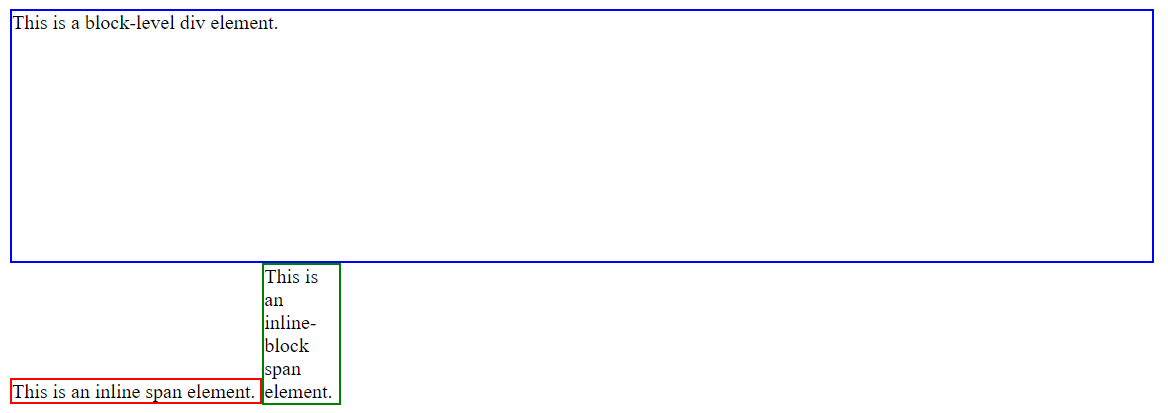 This is a block-level div element.
This is an inline span element.
This is
an
inline-
block
span
element.